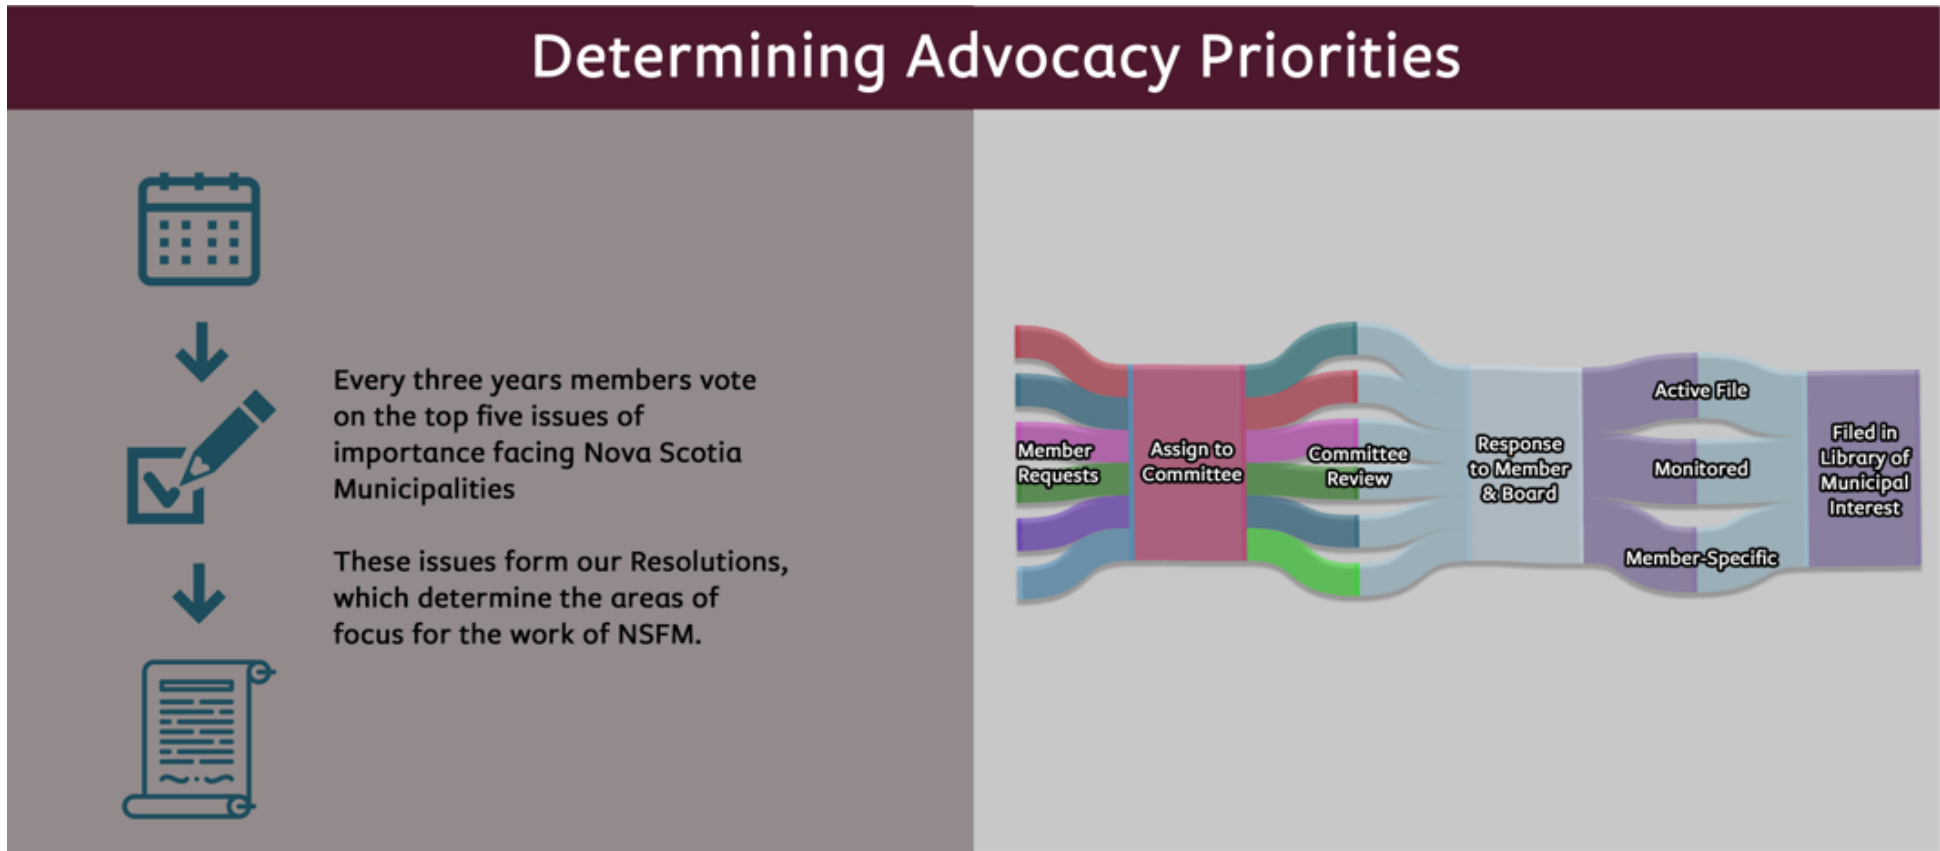 Determining Advocacy Priorities
Every three years members vote
on the top five issues of
importance facing Nova Scotia
Municipalities
These issues form our Resolutions,
which determine the areas of
focus for the work of NSFM.
Member
Requests
Assign to
Committee
Committee
Review
Response
to Member
& Board
Active File
Monitored
Member-Specific
Filed in
Library of
Municipal
Interest